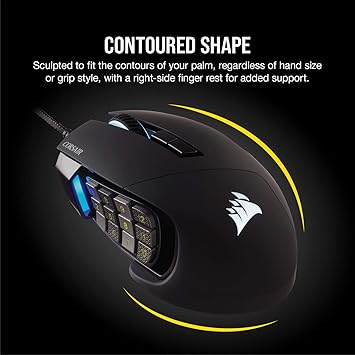 CONTOURED SHAPE
Sculpted to fit the contours of your palm, regardless of hand size
or grip style, with a right-side finger rest for added support.
CORSAIR